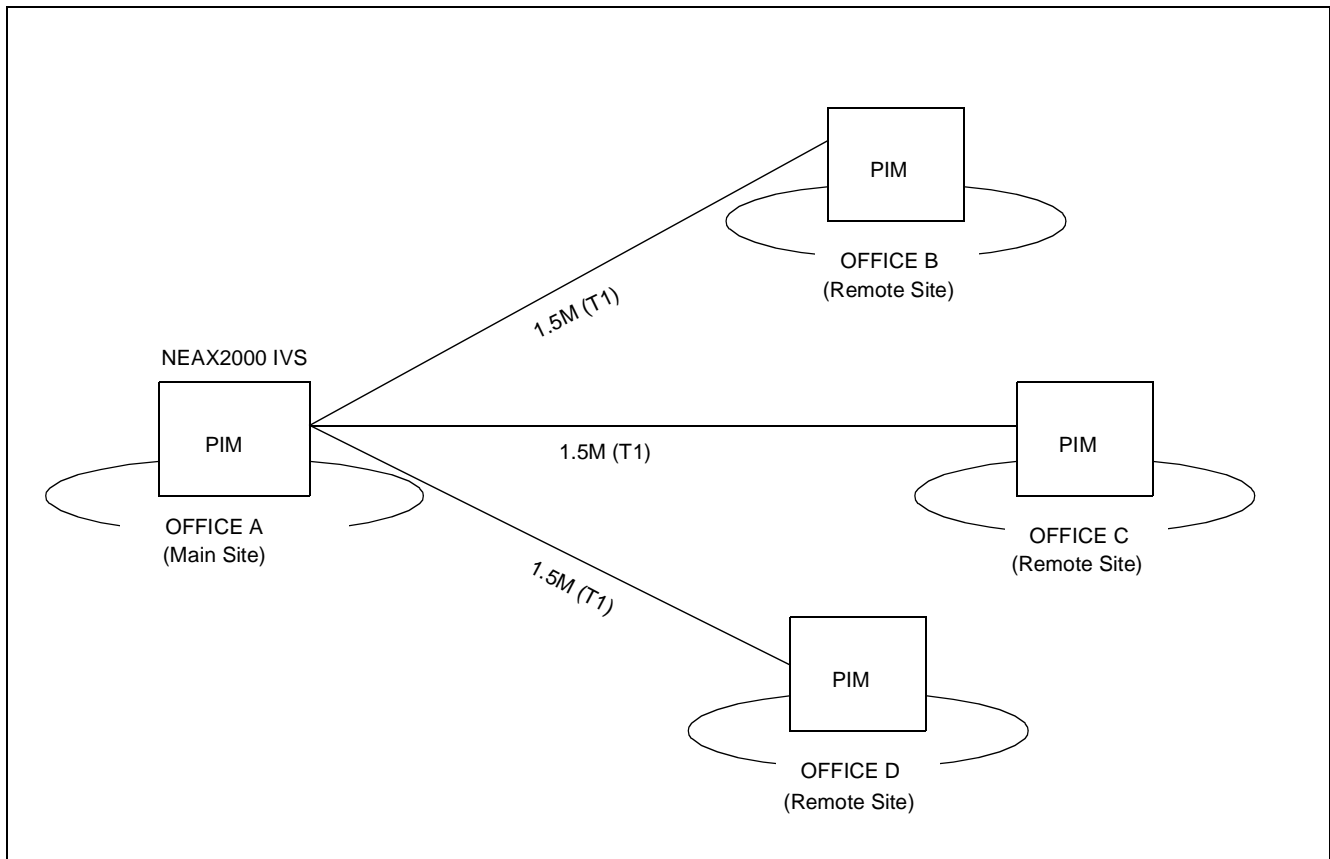 PIM
OFFICE B
(Remote Site)
1.5M (T1)
NEAX2000 IVS
PIM
OFFICE A
(Main Site)
1.5M (T1)
PIM
OFFICE C
(Remote Site)
1.5M (T1)
PIM
OFFICE D
(Remote Site)